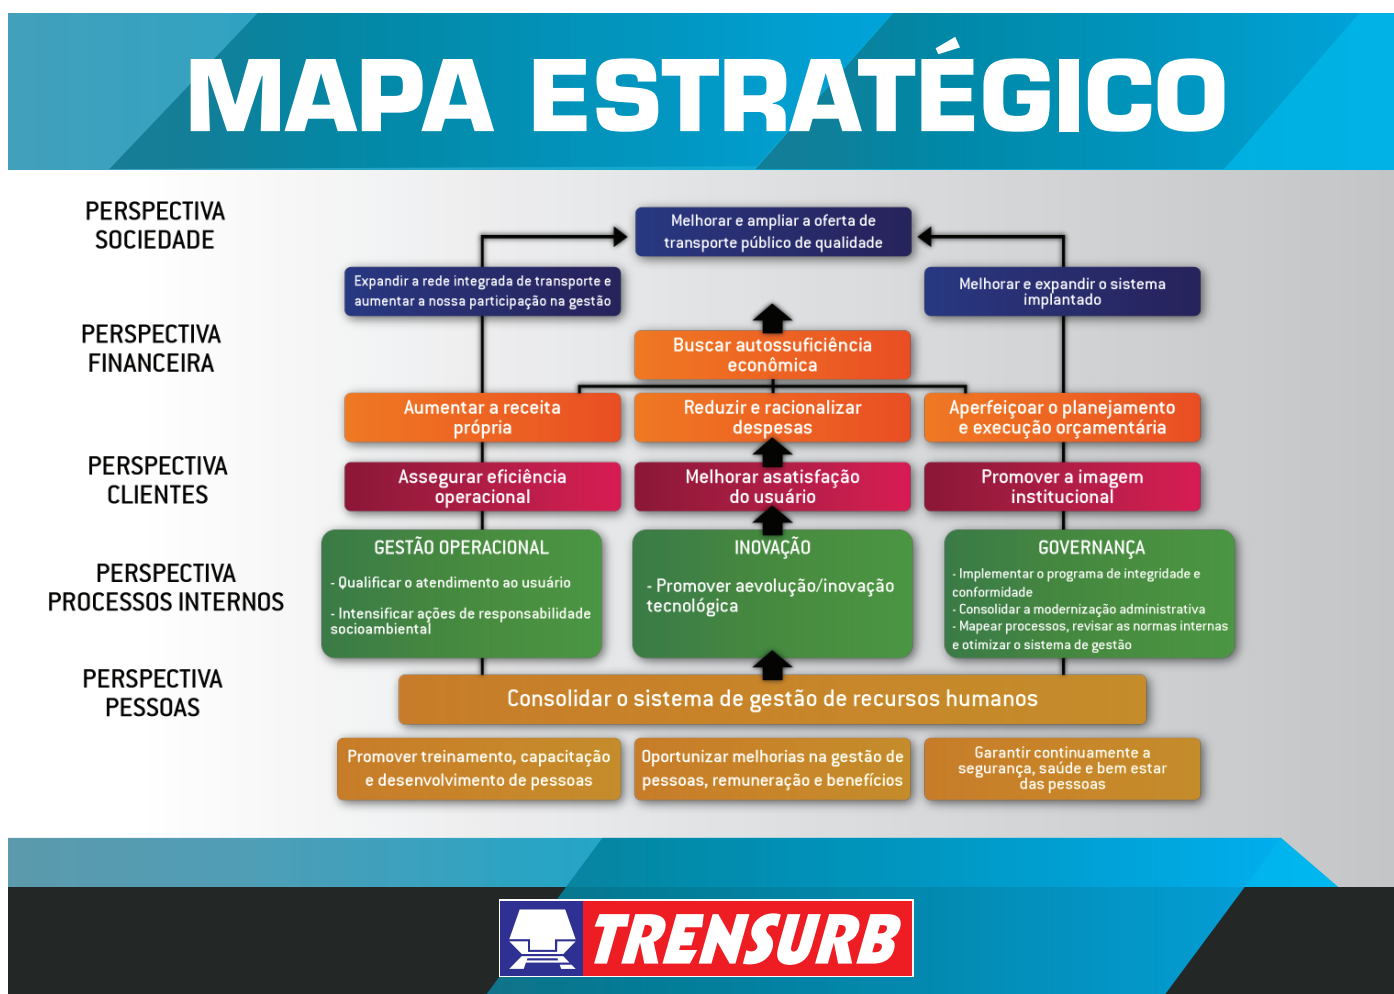 MAPA ESTRATÉGICO
PERSPECTIVA
SOCIEDADE
Melhorar e ampliar a oferta de
transporte público de qualidade
Expandir a rede integrada de transporte e
aumentar a nossa participação na gestão
Melhorar e expandir o sistema
implantado
PERSPECTIVA
FINANCEIRA
Buscar autossuficiência
econômica
Aumentar a receita
própria
Reduzir e racionalizar
despesas
Aperfeiçoar o planejamento
e execução orçamentária
PERSPECTIVA
CLIENTES
Assegurar eficiência
operacional
Melhorar asatisfação
do usuário
Promover a imagem
institucional
PERSPECTIVA
PROCESSOS INTERNOS
GESTÃO OPERACIONAL
- Qualificar o atendimento ao usuário
- Intensificar ações de responsabilidade
socioambiental
INOVAÇÃO
- Promover aevolução/inovação
tecnológica
GOVERNANÇA
- Implementar o programa de integridade e
conformidade
- Consolidar a modernização administrativa
- Mapear processos, revisar as normas internas
e otimizar o sistema de gestão
PERSPECTIVA
PESSOAS
Consolidar o sistema de gestão de recursos humanos
Promover treinamento, capacitação
e desenvolvimento de pessoas
Oportunizar melhorias na gestão de
pessoas, remuneração e benefícios
Garantir continuamente a
segurança, saúde e bem estar
das pessoas
TRENSURB